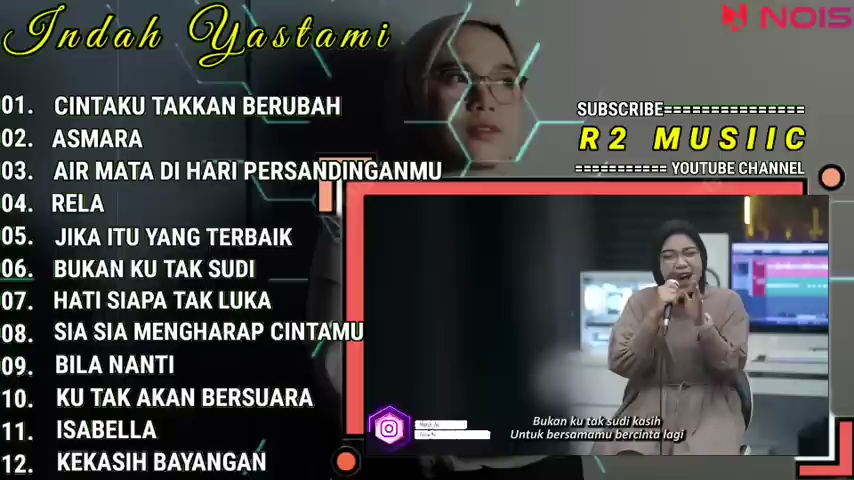 Indah Yastami
NOIS
01. CINTAKU TAKKAN BERUBAH
02. ASMARA
03. AIR MATA DI HARI PERSANDINGANMU
04. RELA
05. JIKA ITU YANG TERBAIK
06. BUKAN KU TAK SUDI
07. HATI SIAPA TAK LUKA
08. SIA SIA MENGHARAP CINTAMU
09. BILA NANTI
10. KU TAK AKAN BERSUARA
11. ISABELLA
12. KEKASIH BAYANGAN
SUBSCRIBE===============
R2 MUSIIC
=========== YOUTUBE CHANNEL
Bukan ku tak sudi kasih
Untuk bersamamu bercinta lagi